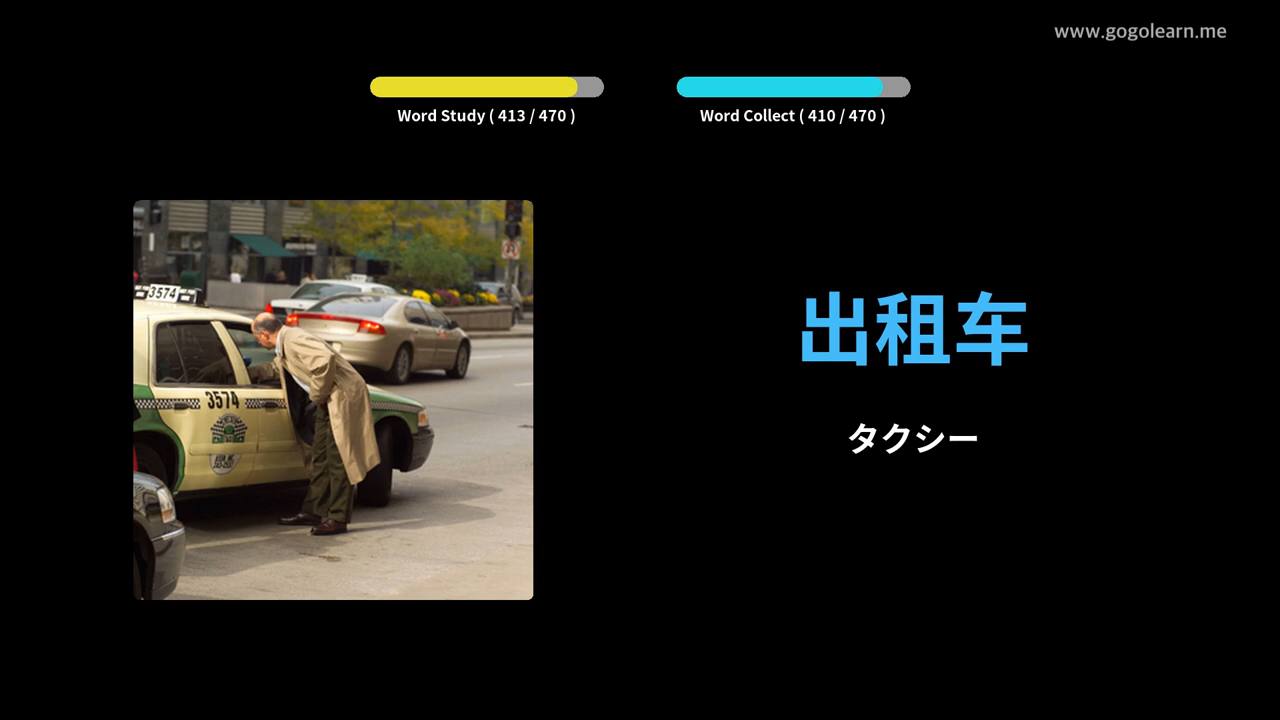 www.gogolearn.me
Word Study ( 413 / 470 )
Word Collect ( 410 / 470 )
出租车
タクシー
3574
3574